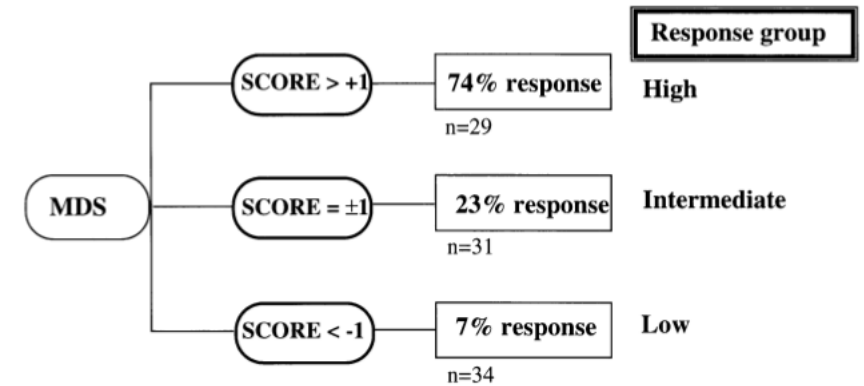 Response group
SCORE > +1
74% response
High
n=29
MDS
SCORE = ±1
23% response
Intermediate
n=31
SCORE < -1
7% response
Low
n=34